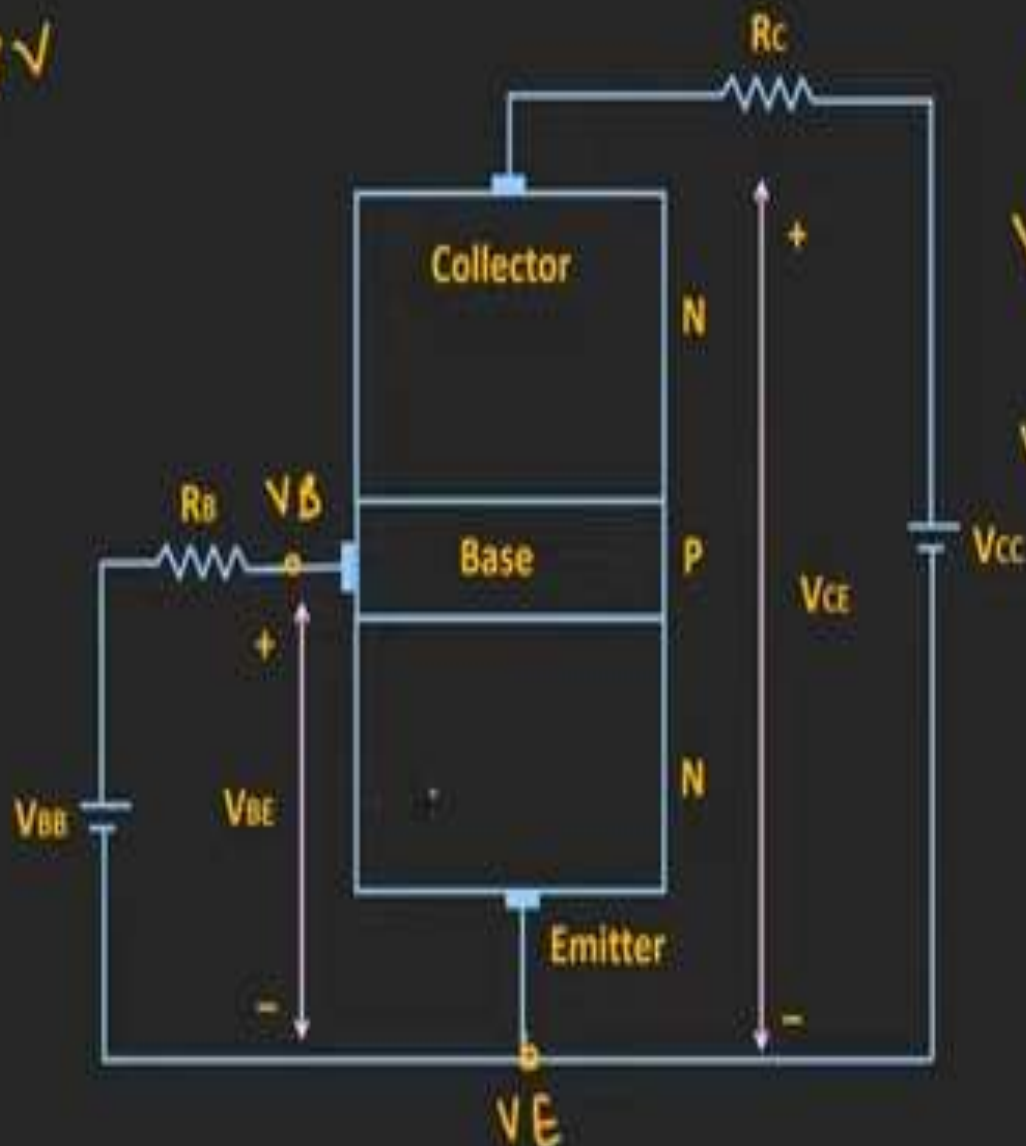 V
RC
Collector
+
N
V
V
RB VB
Base
P
VCC
VCE
+
N
VBB
VBE
Emitter
−
−
VE